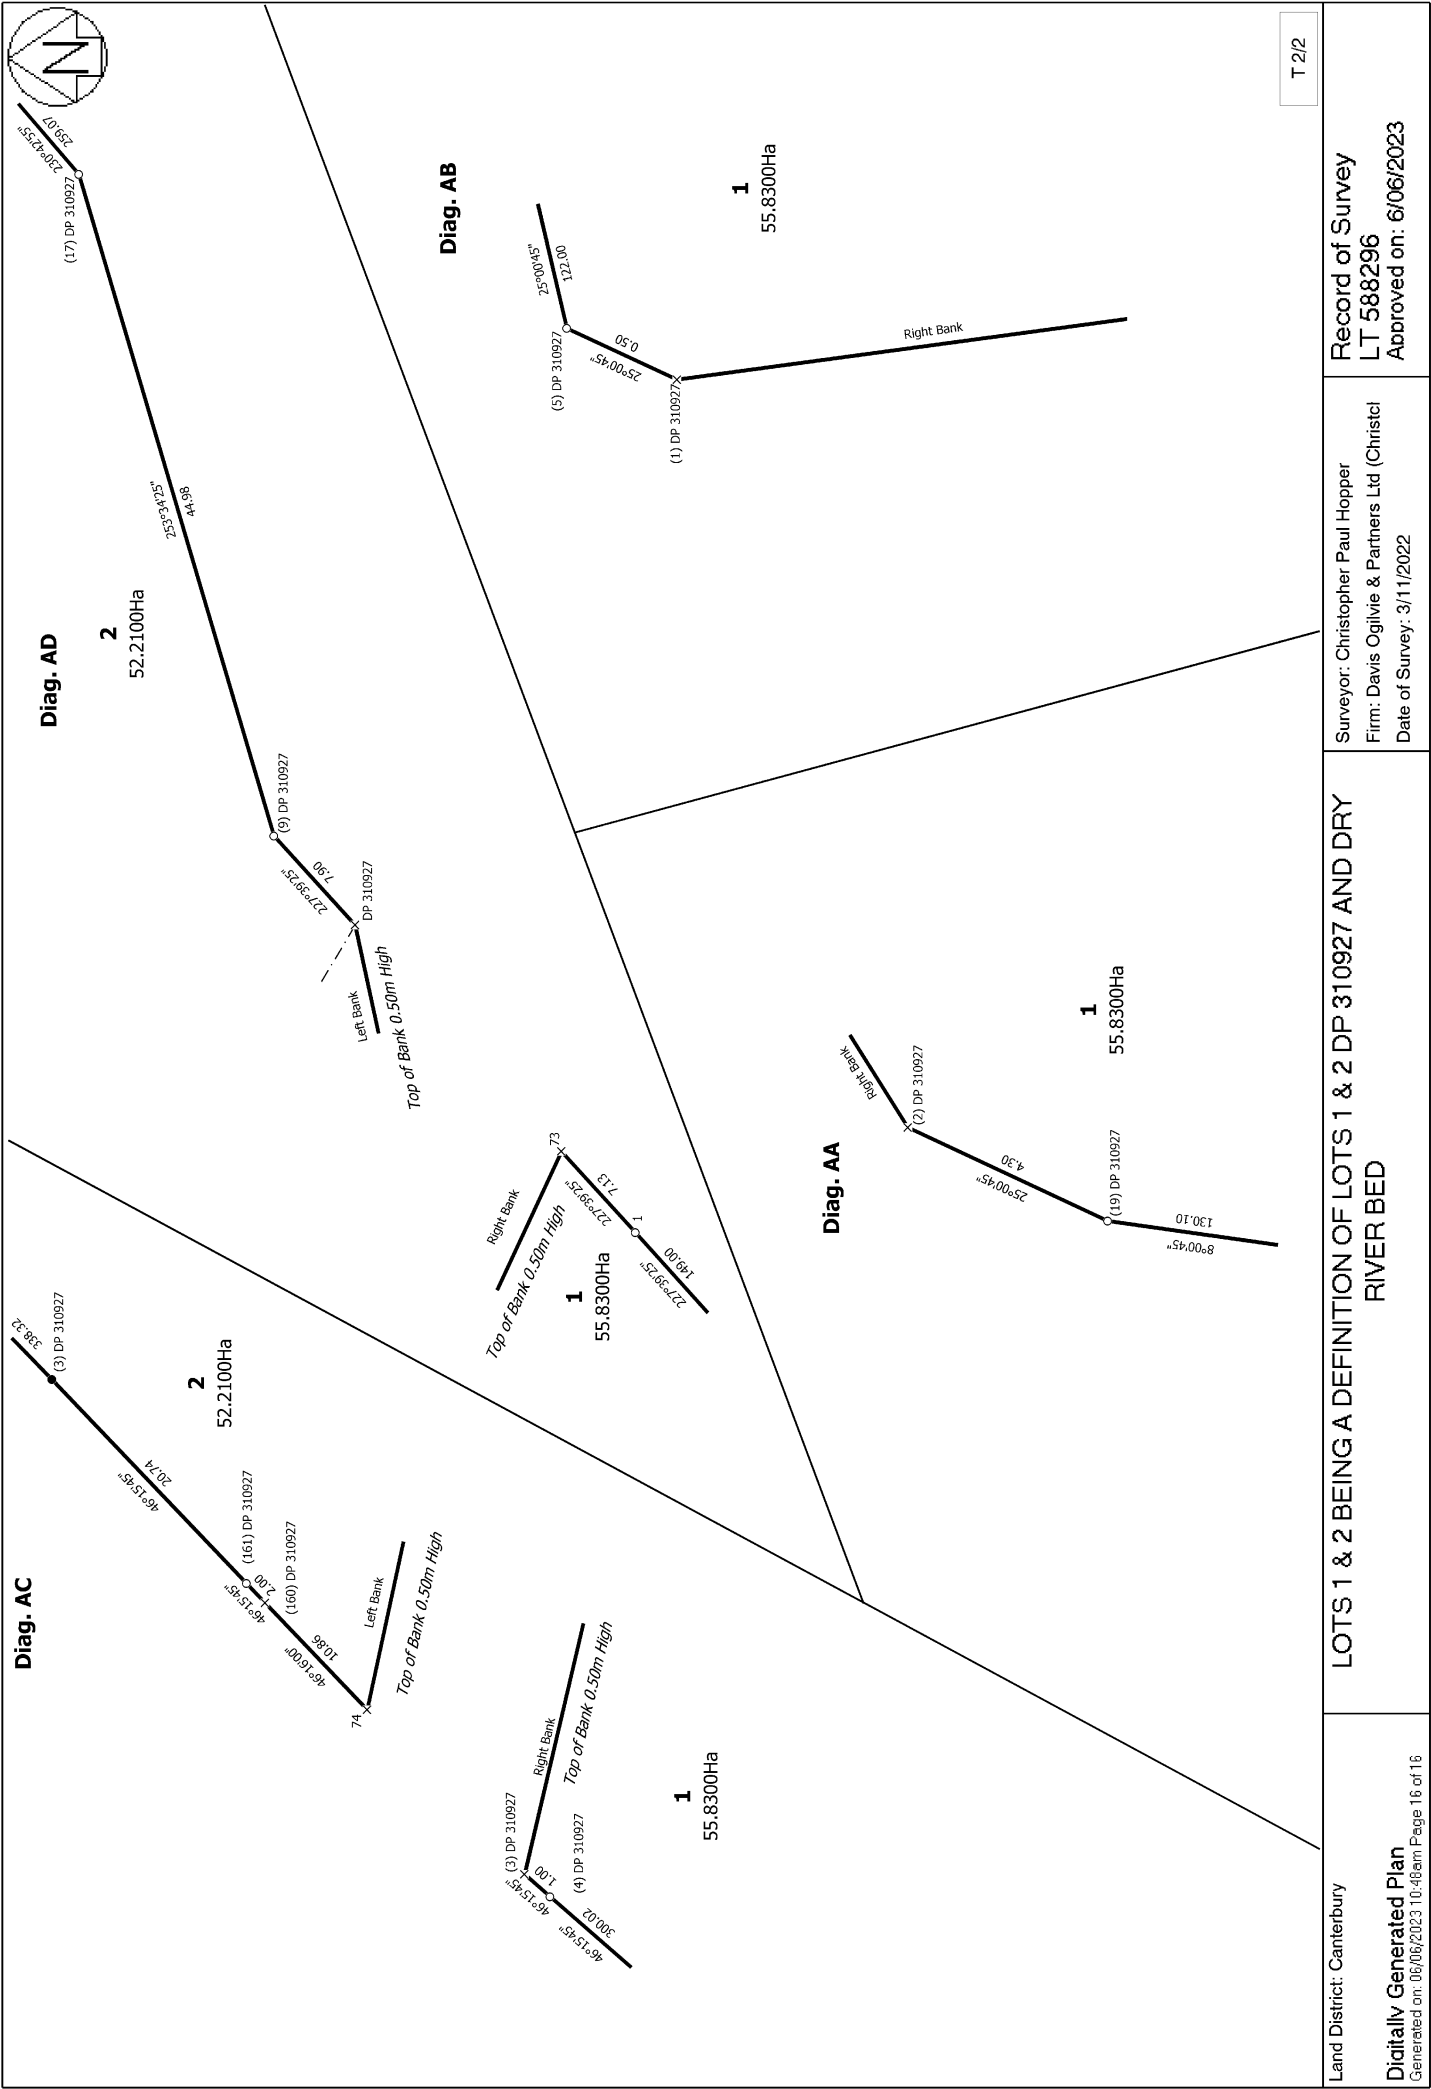 Diag. AC
338.32
(3) DP 310927
46°15'45"
20.74
2
52.2100Ha
(161) DP 310927
46°15'45"
2.00
(160) DP 310927
46°16'00"
10.86
74
Left Bank
Top of Bank 0.50m High
(3) DP 310927
46°15'45"
1.00
(4) DP 310927
46°15'45"
300.02
Right Bank
Top of Bank 0.50m High
1
55.8300Ha
Diag. AD
2
52.2100Ha
N
230°42'55"
259.07
(17) DP 310927
253°34'25"
44.98
(9) DP 310927
227°39'25"
7.90
DP 310927
Left Bank
Top of Bank 0.50m High
73
Right Bank
Top of Bank 0.50m High
227°39'25"
7.13
1
227°39'25"
149.00
1
55.8300Ha
Diag. AA
Right Bank
(2) DP 310927
25°00'45"
4.30
(19) DP 310927
8°00'45"
130.10
1
55.8300Ha
Diag. AB
25°00'45"
122.00
(5) DP 310927
25°00'45"
0.50
(1) DP 310927
Right Bank
1
55.8300Ha
T 2/2
Land District: Canterbury
Digitally Generated Plan
Generated on: 06/06/2023 10:48am Page 16 of 16
LOTS 1 & 2 BEING A DEFINITION OF LOTS 1 & 2 DP 310927 AND DRY
RIVER BED
Surveyor: Christopher Paul Hopper
Firm: Davis Ogilvie & Partners Ltd (Christcl
Date of Survey: 3/11/2022
Record of Survey
LT 588296
Approved on: 6/06/2023